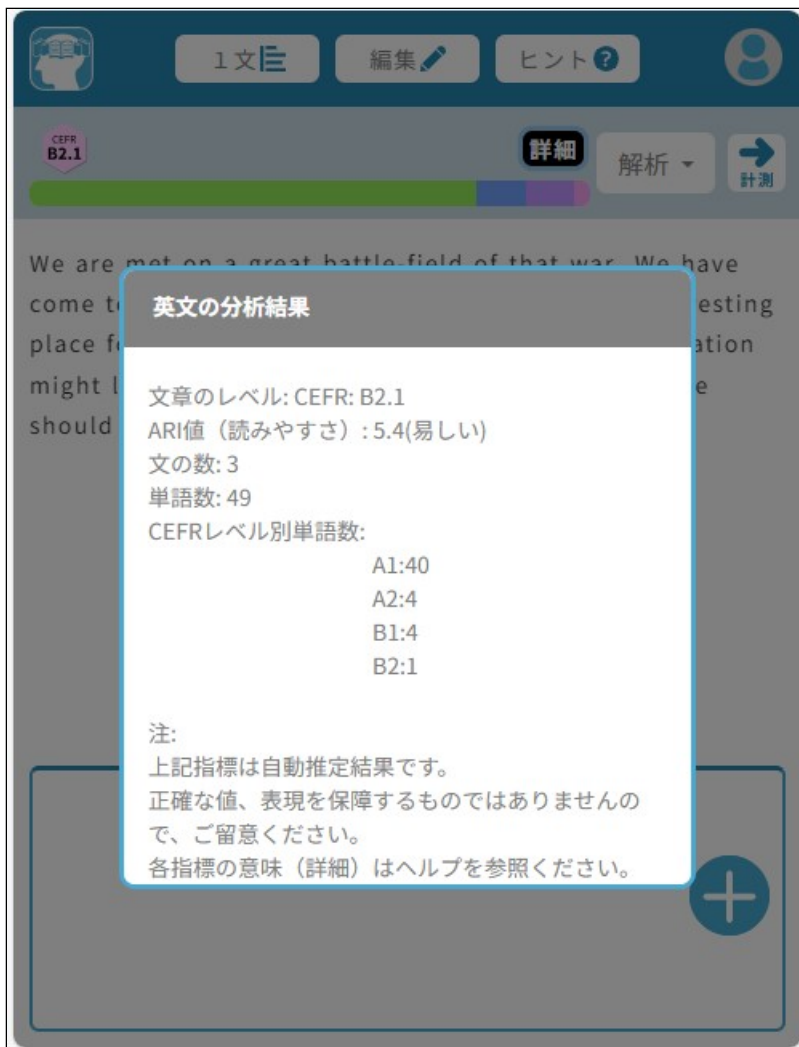 1文
編集
ヒント
CEFR
B2.1
詳細
解析
計測
We are met on a great battle-field of that war. We have
come t
esting
place f
ation
might l
e
should
英文の分析結果
文章のレベル: CEFR: B2.1
ARI値（読みやすさ）: 5.4(易しい)
文の数: 3
単語数: 49
CEFRレベル別単語数:
A1:40
A2:4
B1:4
B2:1
注:
上記指標は自動推定結果です。
正確な値、表現を保障するものではありませんの
で、ご留意ください。
各指標の意味（詳細）はヘルプを参照ください。